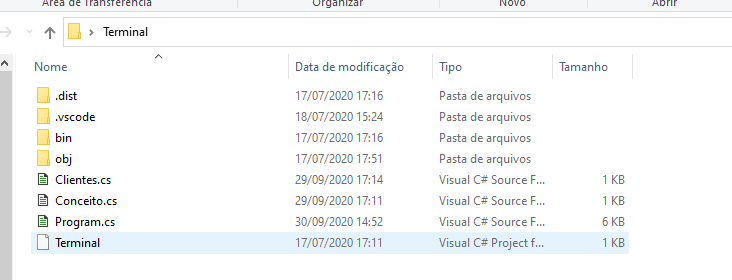 Área de Transferência Organizar Novo Abrir
Terminal
Nome Data de modificação Tipo Tamanho
.dist 17/07/2020 17:16 Pasta de arquivos
.vscode 18/07/2020 15:24 Pasta de arquivos
bin 17/07/2020 17:16 Pasta de arquivos
obj 17/07/2020 17:51 Pasta de arquivos
Clientes.cs 29/09/2020 17:14 Visual C# Source F... 1 KB
Conceito.cs 29/09/2020 17:11 Visual C# Source F... 1 KB
Program.cs 30/09/2020 14:52 Visual C# Source F... 6 KB
Terminal 17/07/2020 17:11 Visual C# Project f... 1 KB